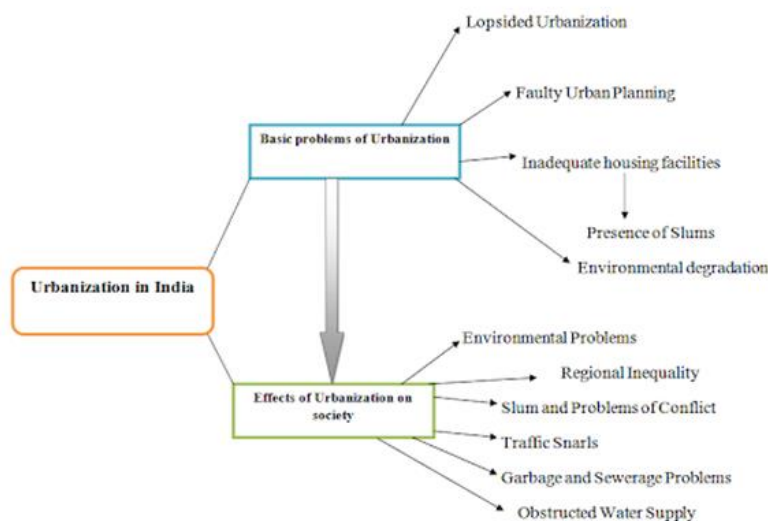 Lopsided Urbanization
Faulty Urban Planning
Basic problems of Urbanization
Inadequate housing facilities
Presence of Slums
Environmental degradation
Urbanization in India
Environmental Problems
Regional Inequality
Effects of Urbanization on
society
Slum and Problems of Conflict
Traffic Snarls
Garbage and Sewerage Problems
Obstructed Water Supply